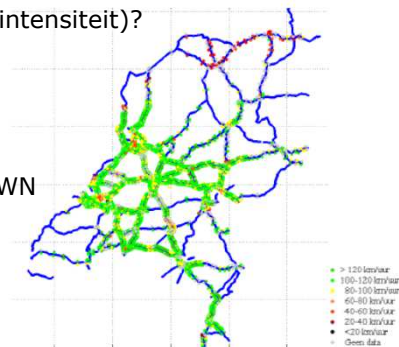 intensiteit)?
WN
> 120 km/uur
100-120 km/uur
80-100 km/uur
60-80 km/uur
40-60 km/uur
20-40 km/uur
<20 km/uur
Geen data